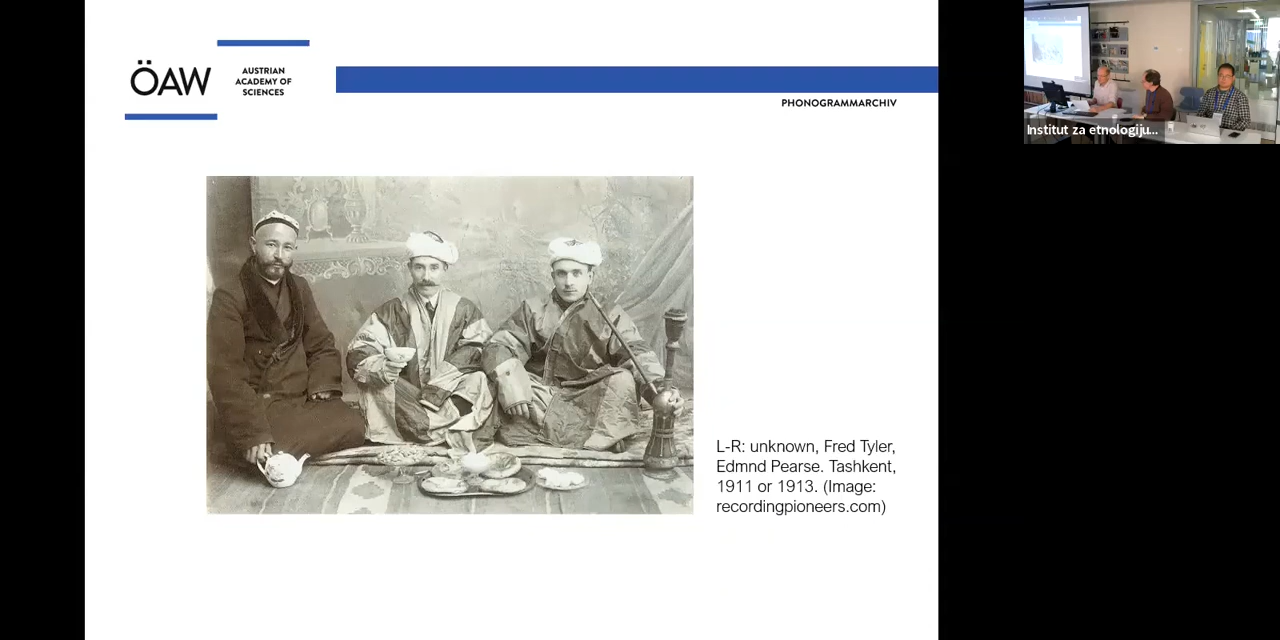 ÖAW
AUSTRIAN
ACADEMY OF
SCIENCES
PHONOGRAMMARCHIV
Institut za etnologiju...
L-R: unknown, Fred Tyler,
Edmnd Pearse. Tashkent,
1911 or 1913. (Image:
recordingpioneers.com)